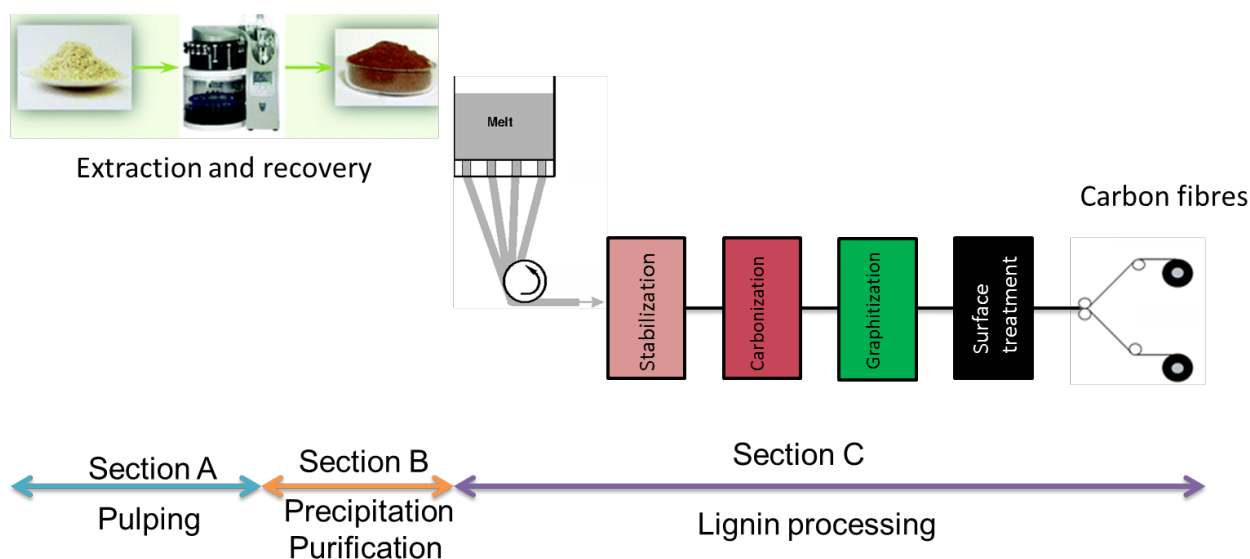 Extraction and recovery
Melt
Stabilization
Carbonization
Graphitization
Surface
treatment
Carbon fibres
Section A
Pulping
Section B
Precipitation
Purification
Section C
Lignin processing